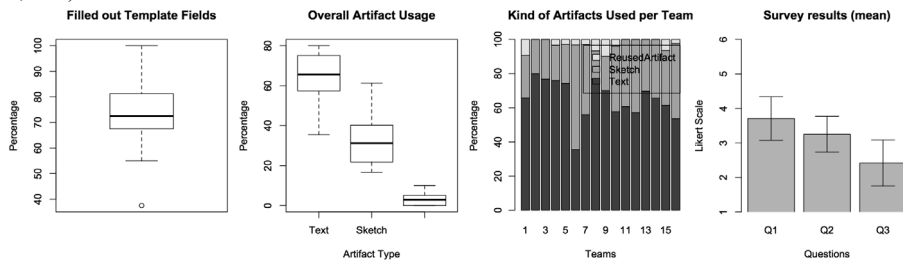 Filled out Template Fields
Percentage
100
90
80
70
60
50
40
Overall Artifact Usage
Percentage
80
60
40
20
0
Text Sketch
Artifact Type
Kind of Artifacts Used per Team
Percentage
100
80
60
40
20
0
ReusedArtifact
Sketch
Text
1 3 5 7 9 11 13 15
Teams
Survey results (mean)
Likert Scale
6
5
4
3
2
1
Q1 Q2 Q3
Questions